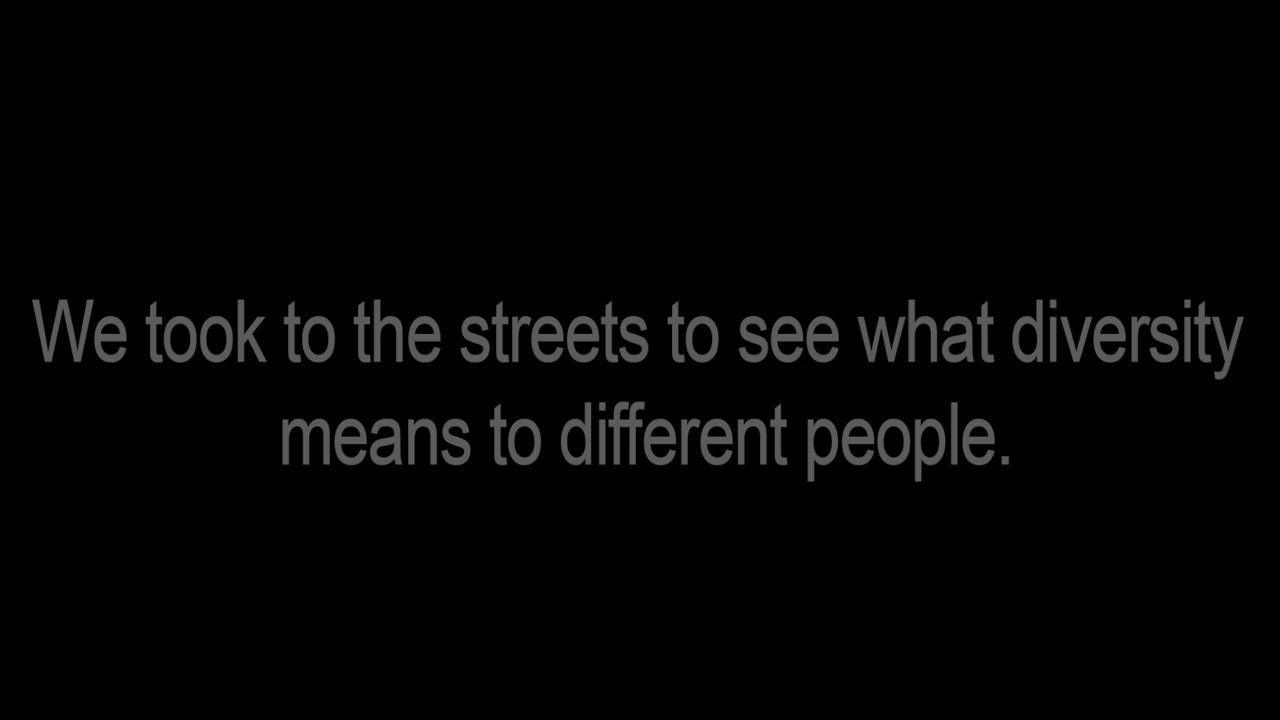 We took to the streets to see what diversity
means to different people.